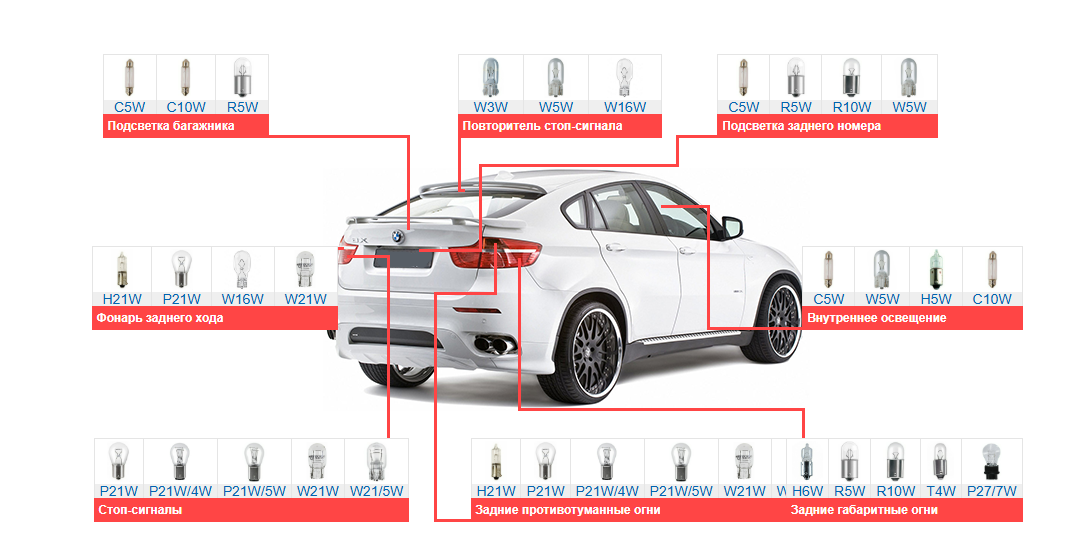 C5W C10W R5W
Подсветка багажника
W3W W5W W16W
Повторитель стоп-сигнала
C5W R5W R10W W5W
Подсветка заднего номера
H21W P21W W16W W21W
Фонарь заднего хода
C5W W5W H5W C10W
Внутреннее освещение
P21W P21W/4W P21W/5W W21W W21/5W
Стоп-сигналы
H21W P21W P21W/4W P21W/5W W21W W
Задние противотуманные огни
H6W R5W R10W T4W P27/7W
Задние габаритные огни